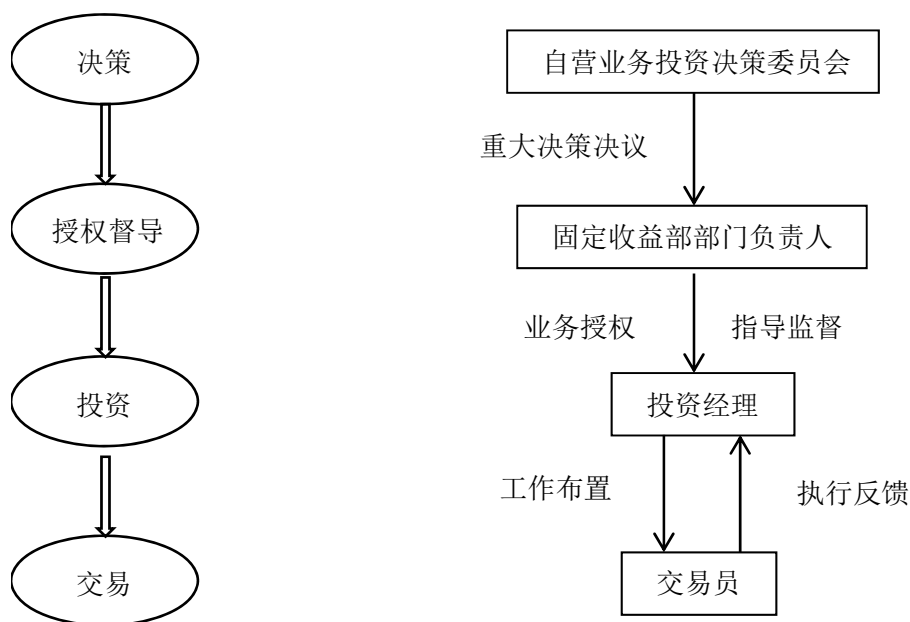 决策
自营业务投资决策委员会
重大决策决议
授权督导
固定收益部部门负责人
业务授权
指导监督
投资
投资经理
工作布置
执行反馈
交易
交易员